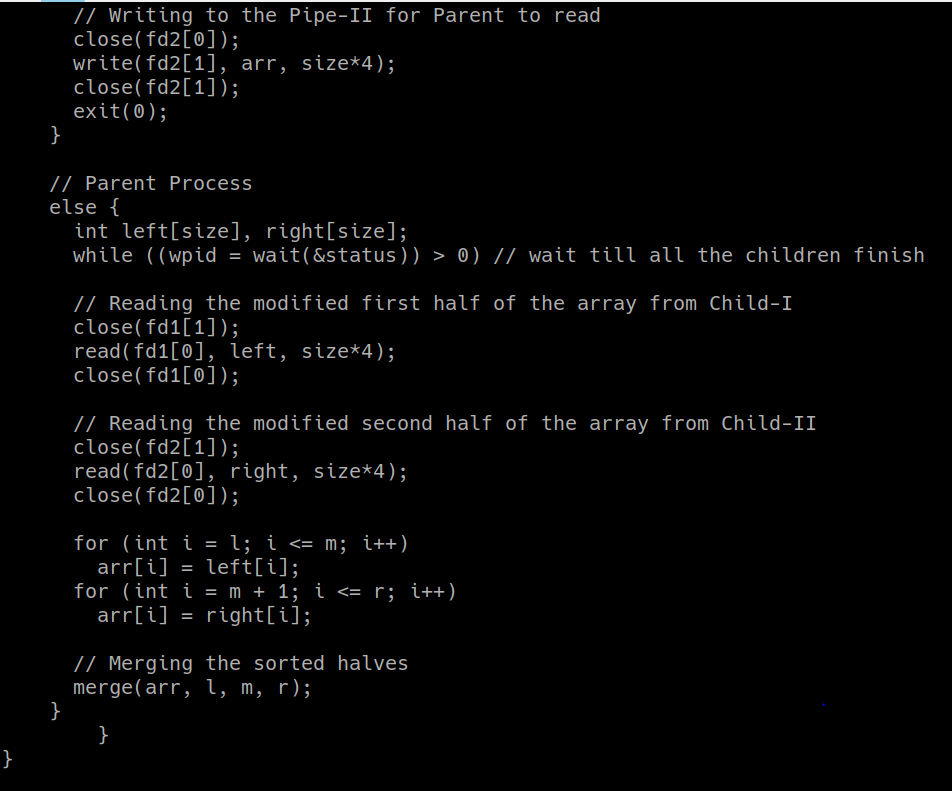 // Writing to the Pipe-II for Parent to read
close(fd2[0]);
write(fd2[1], arr, size*4);
close(fd2[1]);
exit(0);
}
// Parent Process
else {
int left[size], right[size];
while ((wpid = wait(&status)) > 0) // wait till all the children finish
// Reading the modified first half of the array from Child-I
close(fd1[1]);
read(fd1[0], left, size*4);
close(fd1[0]);
// Reading the modified second half of the array from Child-II
close(fd2[1]);
read(fd2[0], right, size*4);
close(fd2[0]);
for (int i = l; i <= m; i++)
arr[i] = left[i];
for (int i = m + 1; i <= r; i++)
arr[i] = right[i];
// Merging the sorted halves
merge(arr, l, m, r);
}
}
}